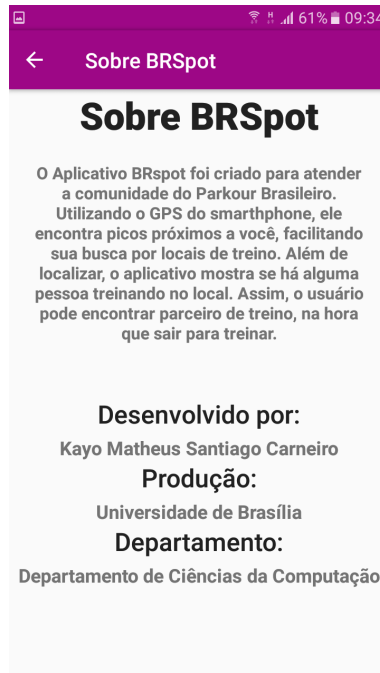 61% 09:34
Sobre BRSpot
Sobre BRSpot
O Aplicativo BRspot foi criado para atender
a comunidade do Parkour Brasileiro.
Utilizando o GPS do smarthphone, ele
encontra picos próximos a você, facilitando
sua busca por locais de treino. Além de
localizar, o aplicativo mostra se há alguma
pessoa treinando no local. Assim, o usuário
pode encontrar parceiro de treino, na hora
que sair para treinar.
Desenvolvido por:
Kayo Matheus Santiago Carneiro
Produção:
Universidade de Brasília
Departamento:
Departamento de Ciências da Computação